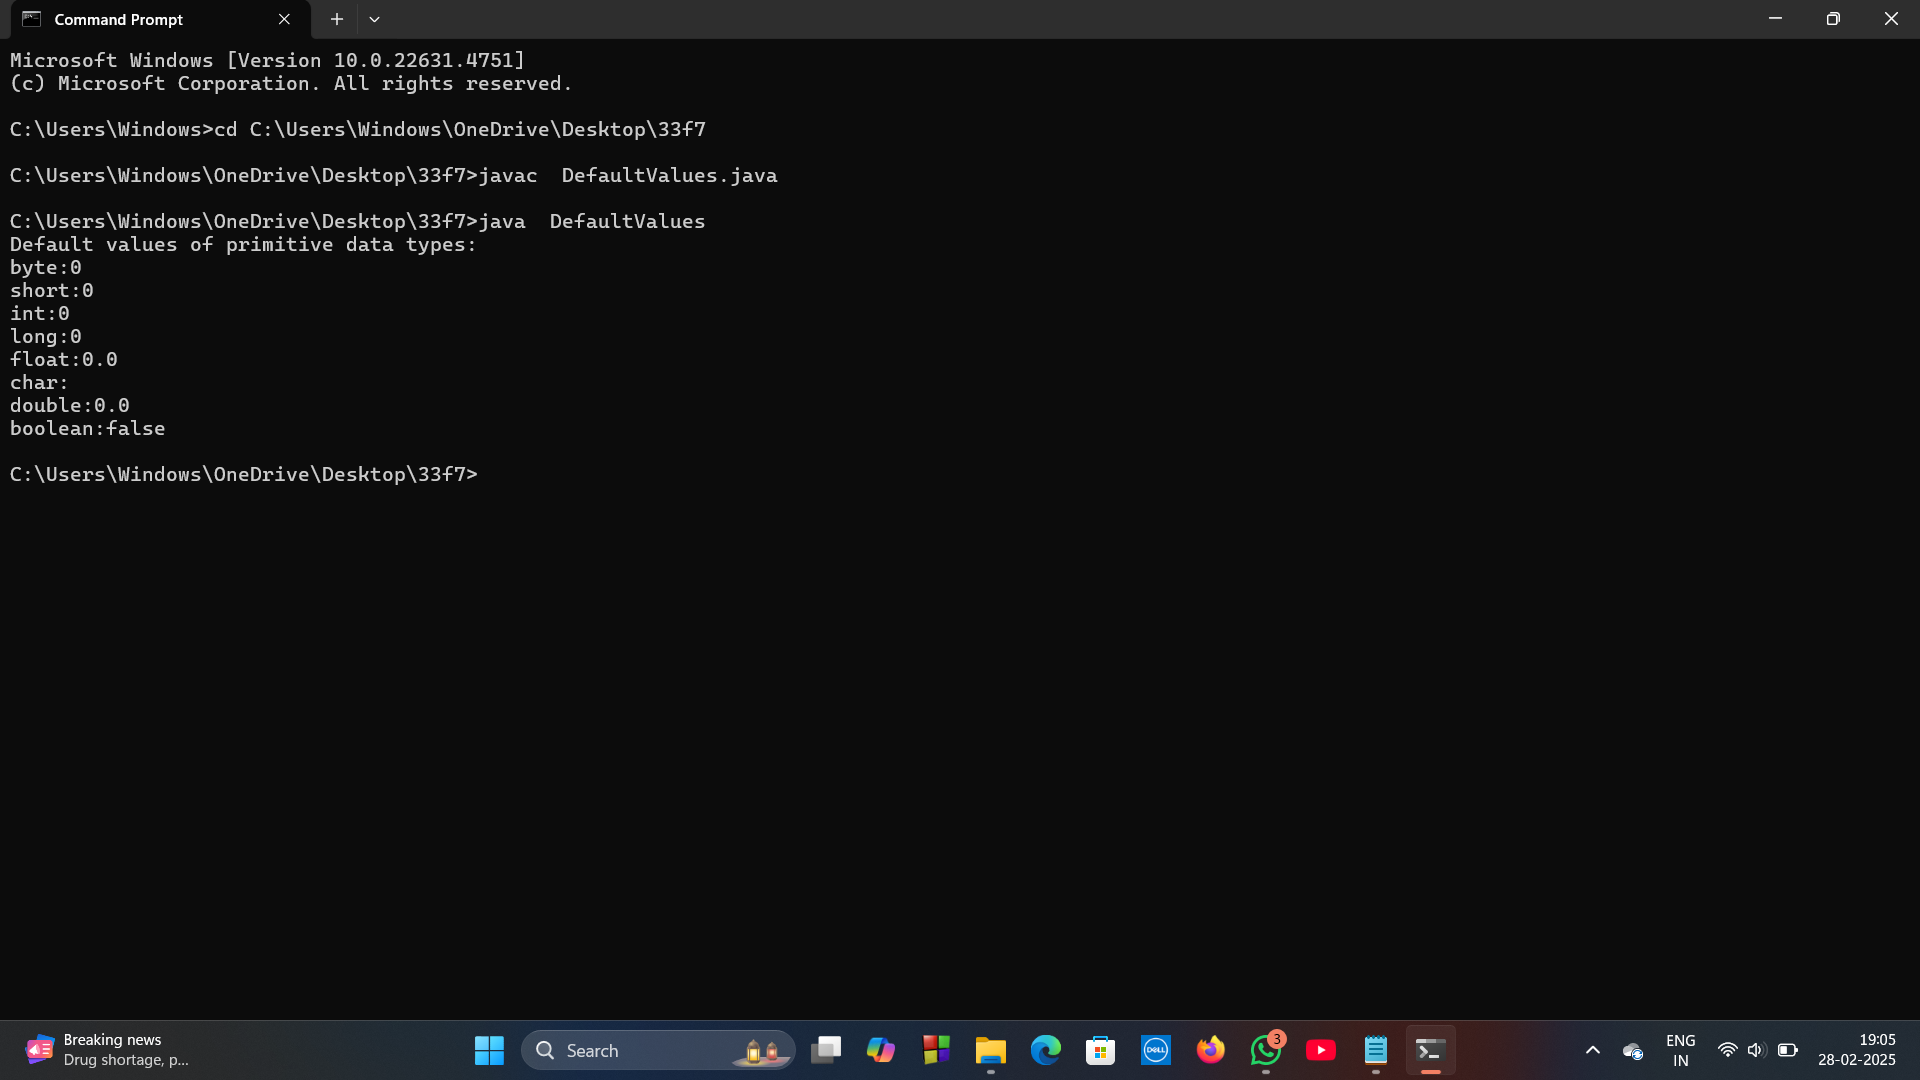 Command Prompt
Microsoft Windows [Version 10.0.22631.4751]
(c) Microsoft Corporation. All rights reserved.
C:\Users\Windows>cd C:\Users\Windows\OneDrive\Desktop\33f7
C:\Users\Windows\OneDrive\Desktop\33f7>javac  DefaultValues.java
C:\Users\Windows\OneDrive\Desktop\33f7>java  DefaultValues
Default values of primitive data types:
byte:0
short:0
int:0
long:0
float:0.0
char:
double:0.0
boolean:false
C:\Users\Windows\OneDrive\Desktop\33f7>
Breaking news
Drug shortage, p...
Search
DELL
3
ENG
IN
19:05
28-02-2025